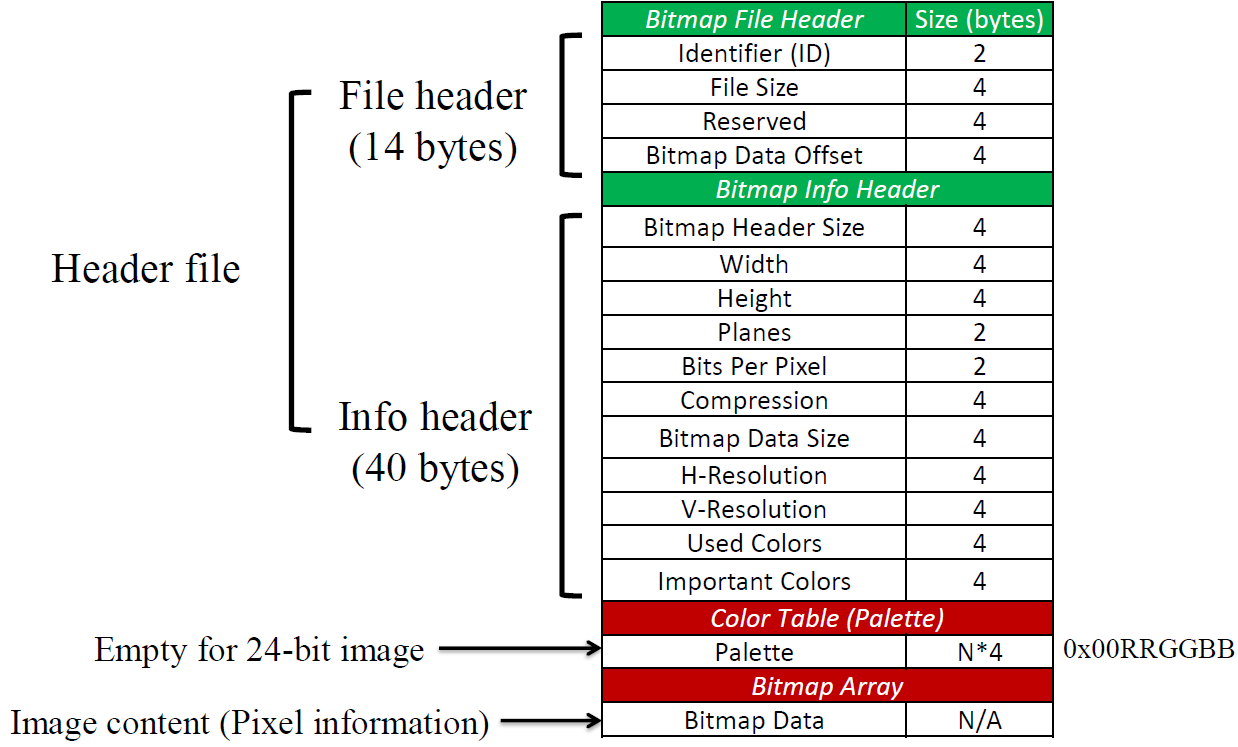 Bitmap File Header Size (bytes)
Identifier (ID) 2
File Size 4
Reserved 4
Bitmap Data Offset 4
File header
(14 bytes)
Bitmap Info Header
Bitmap Header Size 4
Width 4
Height 4
Planes 2
Bits Per Pixel 2
Compression 4
Bitmap Data Size 4
H-Resolution 4
V-Resolution 4
Used Colors 4
Important Colors 4
Header file
Info header
(40 bytes)
Color Table (Palette)
Empty for 24-bit image Palette N*4 0x00RRGGBB
Bitmap Array
Image content (Pixel information) Bitmap Data N/A